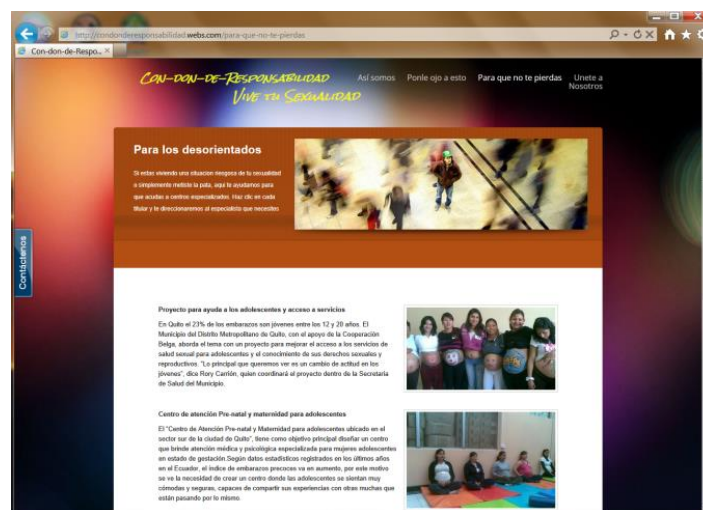 http://condonderesponsabilidad.webs.com/para-que-no-te-pierdas
Con-don-de-Respo...
CON-DON-DE-RESPONSABILIDAD
VIVE TU SEXUALIDAD
Así somos Ponle ojo a esto Para que no te pierdas Unete a
Nosotros
Para los desorientados
Si estas viviendo una situacion riesgosa de tu sexualidad
o simplemente metiste la pata, aquí te ayudamos para
que acudas a centros especializados. Haz clic en cada
titular y te direccionaremos al especialista que necesites.
Contáctenos
Proyecto para ayuda a los adolescentes y acceso a servicios
En Quito el 23% de los embarazos son jóvenes entre los 12 y 20 años. El
Municipio del Distrito Metropolitano de Quito, con el apoyo de la Cooperación
Belga, aborda el tema con un proyecto para mejorar el acceso a los servicios de
salud sexual para adolescentes y el conocimiento de sus derechos sexuales y
reproductivos. "Lo principal que queremos ver es un cambio de actitud en los
jóvenes", dice Rory Carrión, quien coordinará el proyecto dentro de la Secretaría
de Salud del Municipio.
Centro de atención Pre-natal y maternidad para adolescentes
El "Centro de Atención Pre-natal y Maternidad para adolescentes ubicado en el
sector sur de la ciudad de Quito", tiene como objetivo principal diseñar un centro
que brinde atención médica y psicológica especializada para mujeres adolescentes
en estado de gestación.Según datos estadísticos registrados en los últimos años
en el Ecuador, el índice de embarazos precoces va en aumento, por este motivo
se ve la necesidad de crear un centro donde las adolescentes se sientan muy
cómodas y seguras, capaces de compartir sus experiencias con otras muchas que
están pasando por lo mismo.